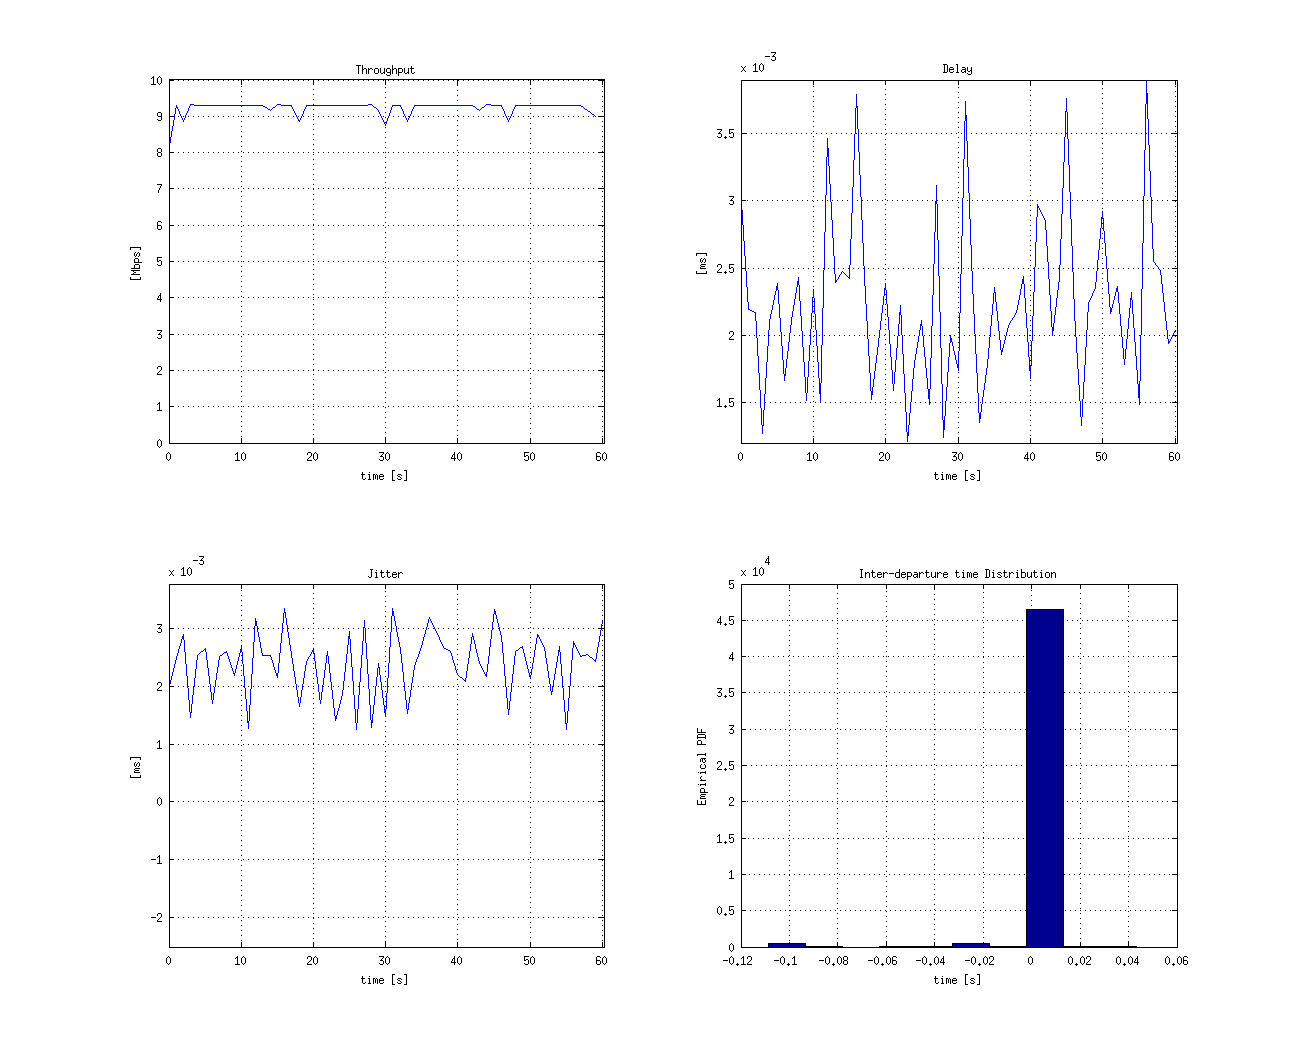 Throughput
10
9
8
7
6
5
4
3
2
1
0
[Mbps]
0 10 20 30 40 50 60
time [s]
x 10 -3
Delay
3.5
3
2.5
2
1.5
[ms]
0 10 20 30 40 50 60
time [s]
x 10 -3
Jitter
3
2
1
0
-1
-2
[ms]
0 10 20 30 40 50 60
time [s]
x 10 4
Inter-departure time Distribution
5
4.5
4
3.5
3
2.5
2
1.5
1
0.5
0
Empirical PDF
-0.12 -0.1 -0.08 -0.06 -0.04 -0.02 0 0.02 0.04 0.06
time [s]